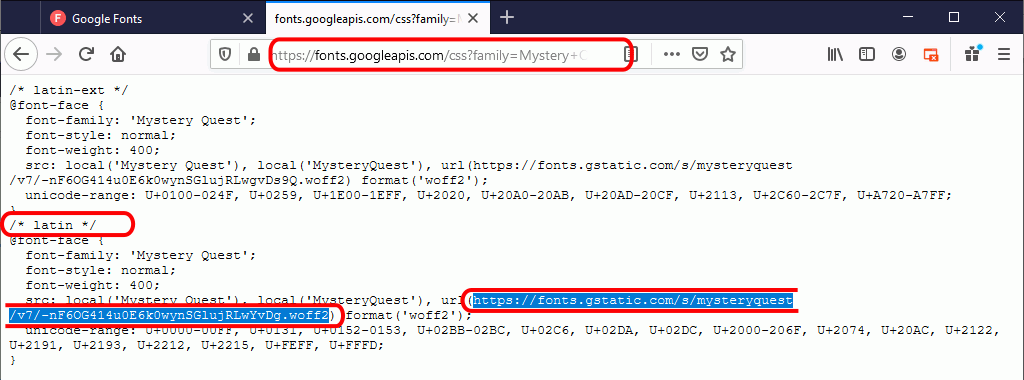 Google Fonts
fonts.googleapis.com/css?family=M
https://fonts.googleapis.com/css?family=Mystery+
/* latin-ext */
@font-face {
font-family: 'Mystery Quest';
font-style: normal;
font-weight: 400;
src: local('Mystery Quest'), local('MysteryQuest'), url(https://fonts.gstatic.com/s/mysteryquest
/v7/-nF6OG414u0E6k0wynSGlujRLwgvDs9Q.woff2) format('woff2');
unicode-range: U+0100-024F, U+0259, U+1E00-1EFF, U+2020, U+20A0-20AB, U+20AD-20CF, U+2113, U+2C60-2C7F, U+A720-A7FF;
}
/* latin */
@font-face {
font-family: 'Mystery Quest';
font-style: normal;
font-weight: 400;
src: local('Mystery Quest'), local('MysteryQuest'), url(https://fonts.gstatic.com/s/mysteryquest
/v7/-nF6OG414u0E6k0wynSGlujRLwYvDg.woff2) format('woff2');
unicode-range: U+0000-00FF, U+0131, U+0152-0153, U+02BB-02BC, U+02C6, U+02DA, U+02DC, U+2000-206F, U+2074, U+20AC, U+2122,
U+2191, U+2193, U+2212, U+2215, U+FEFF, U+FFFD;
}